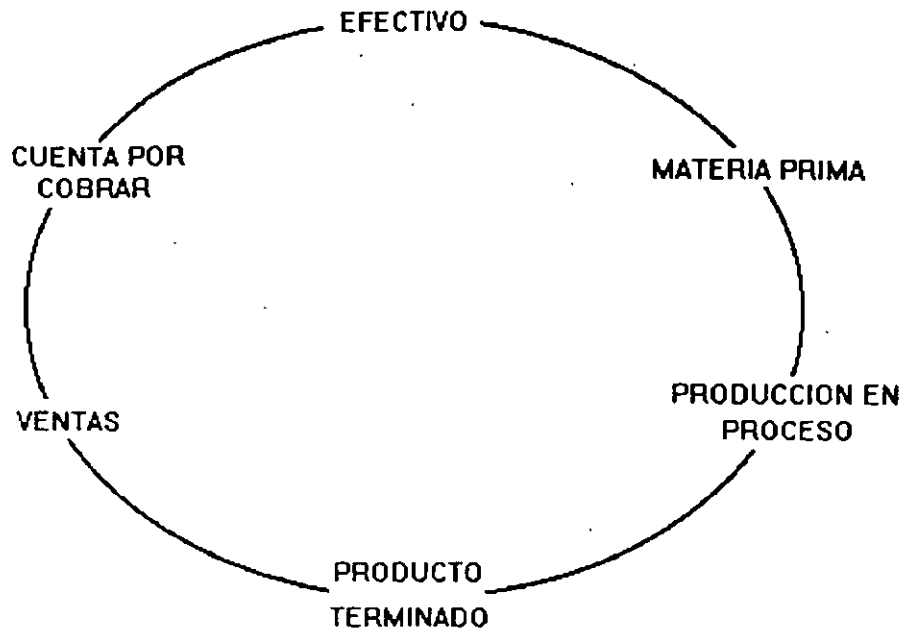 EFECTIVO
MATERIA PRIMA
PRODUCCION EN
PROCESO
PRODUCTO
TERMINADO
VENTAS
CUENTA POR
COBRAR